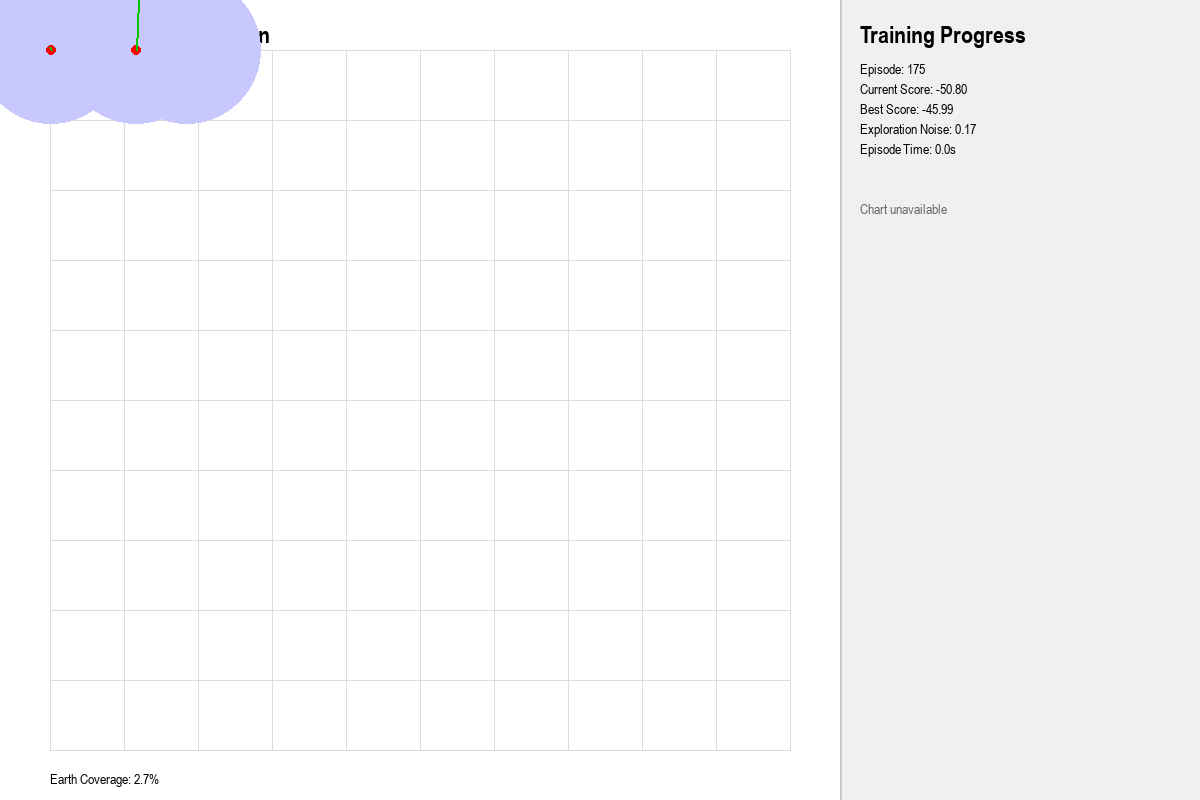 Training Progress
Episode: 175
Current Score: -50.80
Best Score: -45.99
Exploration Noise: 0.17
Episode Time: 0.0s
Chart unavailable
Earth Coverage: 2.7%